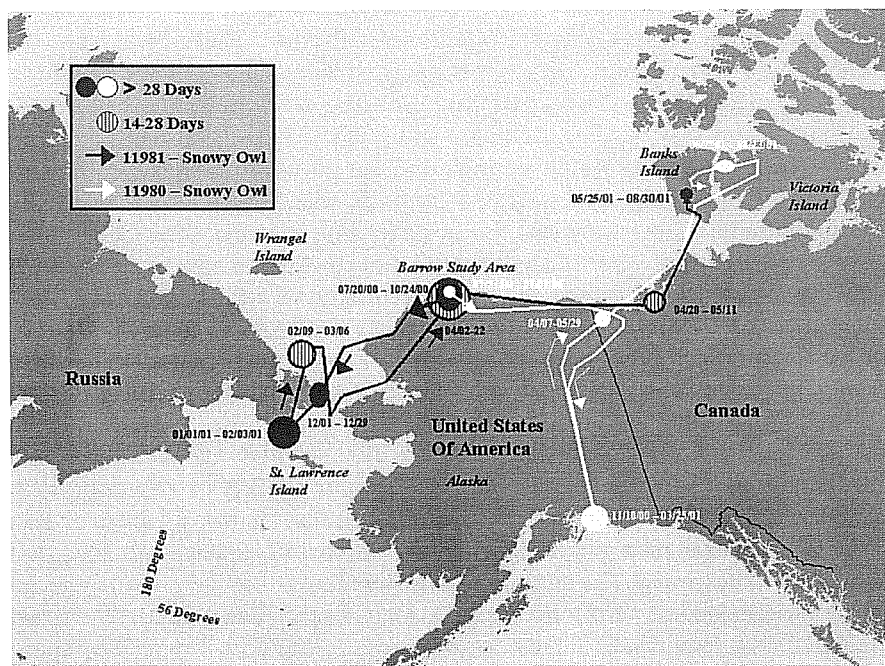 > 28 Days
14-28 Days
11981 – Snowy Owl
11980 – Snowy Owl
Banks
Island
05/25/01 – 08/30/01
Victoria
Island
Wrangel
Island
Barrow Study Area
07/20/00 – 10/24/00
04/20 – 05/11
02/09 – 03/06
04/02-22
04/07-05/29
Russia
Canada
12/01 – 12/29
United States
Of America
01/01/01 – 02/03/01
St. Lawrence
Island
Alaska
180 Degrees
56 Degrees